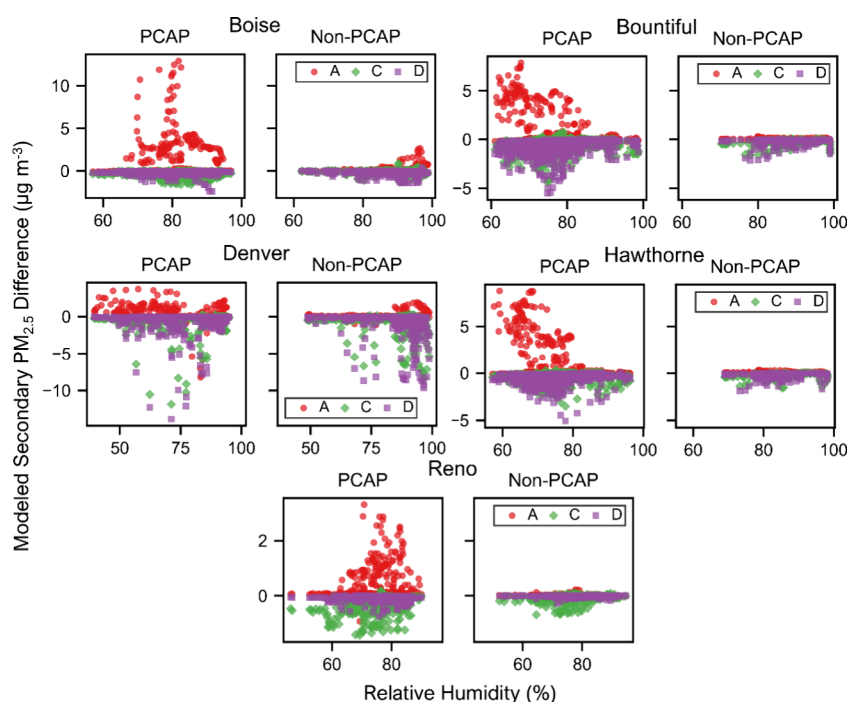 Boise
Bountiful
PCAP
Non-PCAP
PCAP
Non-PCAP
A C D
A C D
10
5
0
5
0
−5
60 80 100
60 80 100
60 80 100
60 80 100
Denver
Hawthorne
PCAP
Non-PCAP
PCAP
Non-PCAP
A C D
A C D
0
−5
−10
5
0
−5
50 75 100
50 75 100
60 80 100
60 80 100
Reno
PCAP
Non-PCAP
A C D
2
0
60 80
60 80
Modeled Secondary PM2.5 Difference (µg m-3)
Relative Humidity (%)